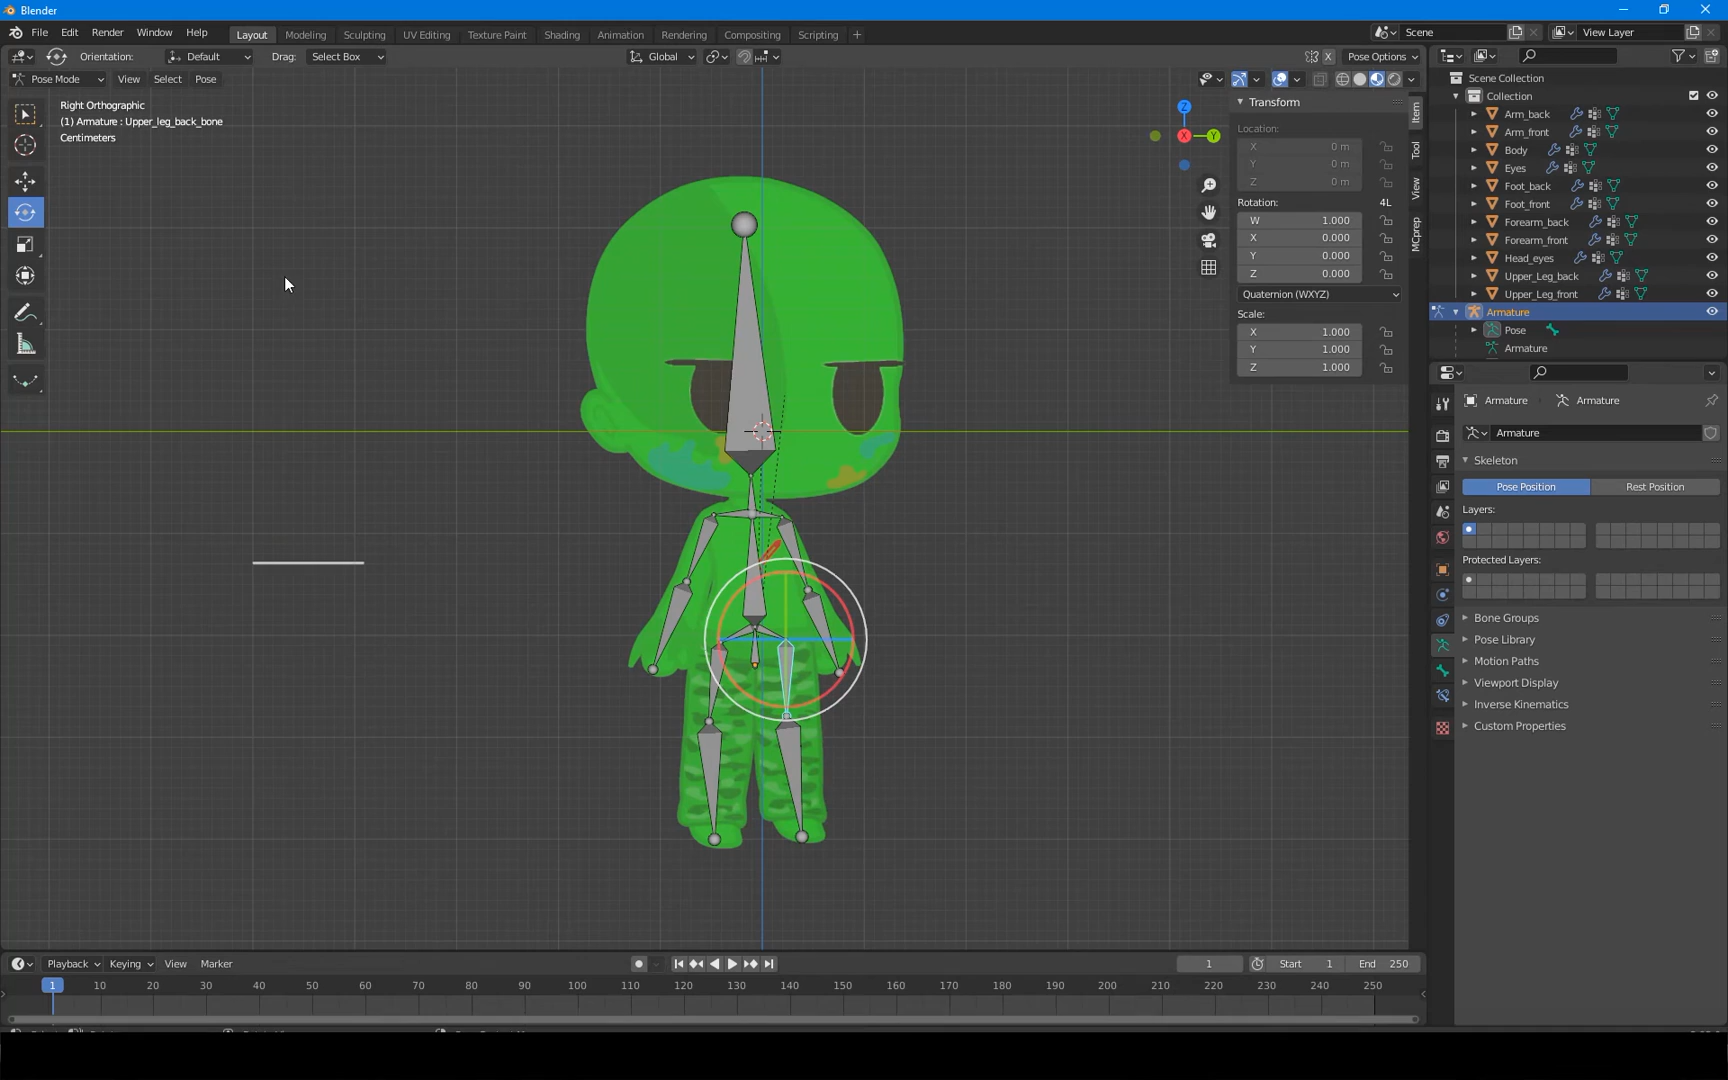 Blender
File Edit Render Window Help
Layout Modeling Sculpting UV Editing Texture Paint Shading Animation Rendering Compositing Scripting +
Scene View Layer
Orientation: Default Drag: Select Box Global Pose Options
Pose Mode View Select Pose
Right Orthographic
(1) Armature : Upper_leg_back_bone
Centimeters
Z
X
Y
Transform
Location:
X 0 m
Y 0 m
Z 0 m
Rotation: 4L
W 1.000
X 0.000
Y 0.000
Z 0.000
Quaternion (WXYZ)
Scale:
X 1.000
Y 1.000
Z 1.000
Item
Tool
View
MCprep
Scene Collection
Collection
Arm_back
Arm_front
Body
Eyes
Foot_back
Foot_front
Forearm_back
Forearm_front
Head_eyes
Upper_Leg_back
Upper_Leg_front
Armature
Pose
Armature
Armature Armature
Armature
Skeleton
Pose Position Rest Position
Layers:
Protected Layers:
Bone Groups
Pose Library
Motion Paths
Viewport Display
Inverse Kinematics
Custom Properties
Playback Keying View Marker 1 Start 1 End 250
1 10 20 30 40 50 60 70 80 90 100 110 120 130 140 150 160 170 180 190 200 210 220 230 240 250